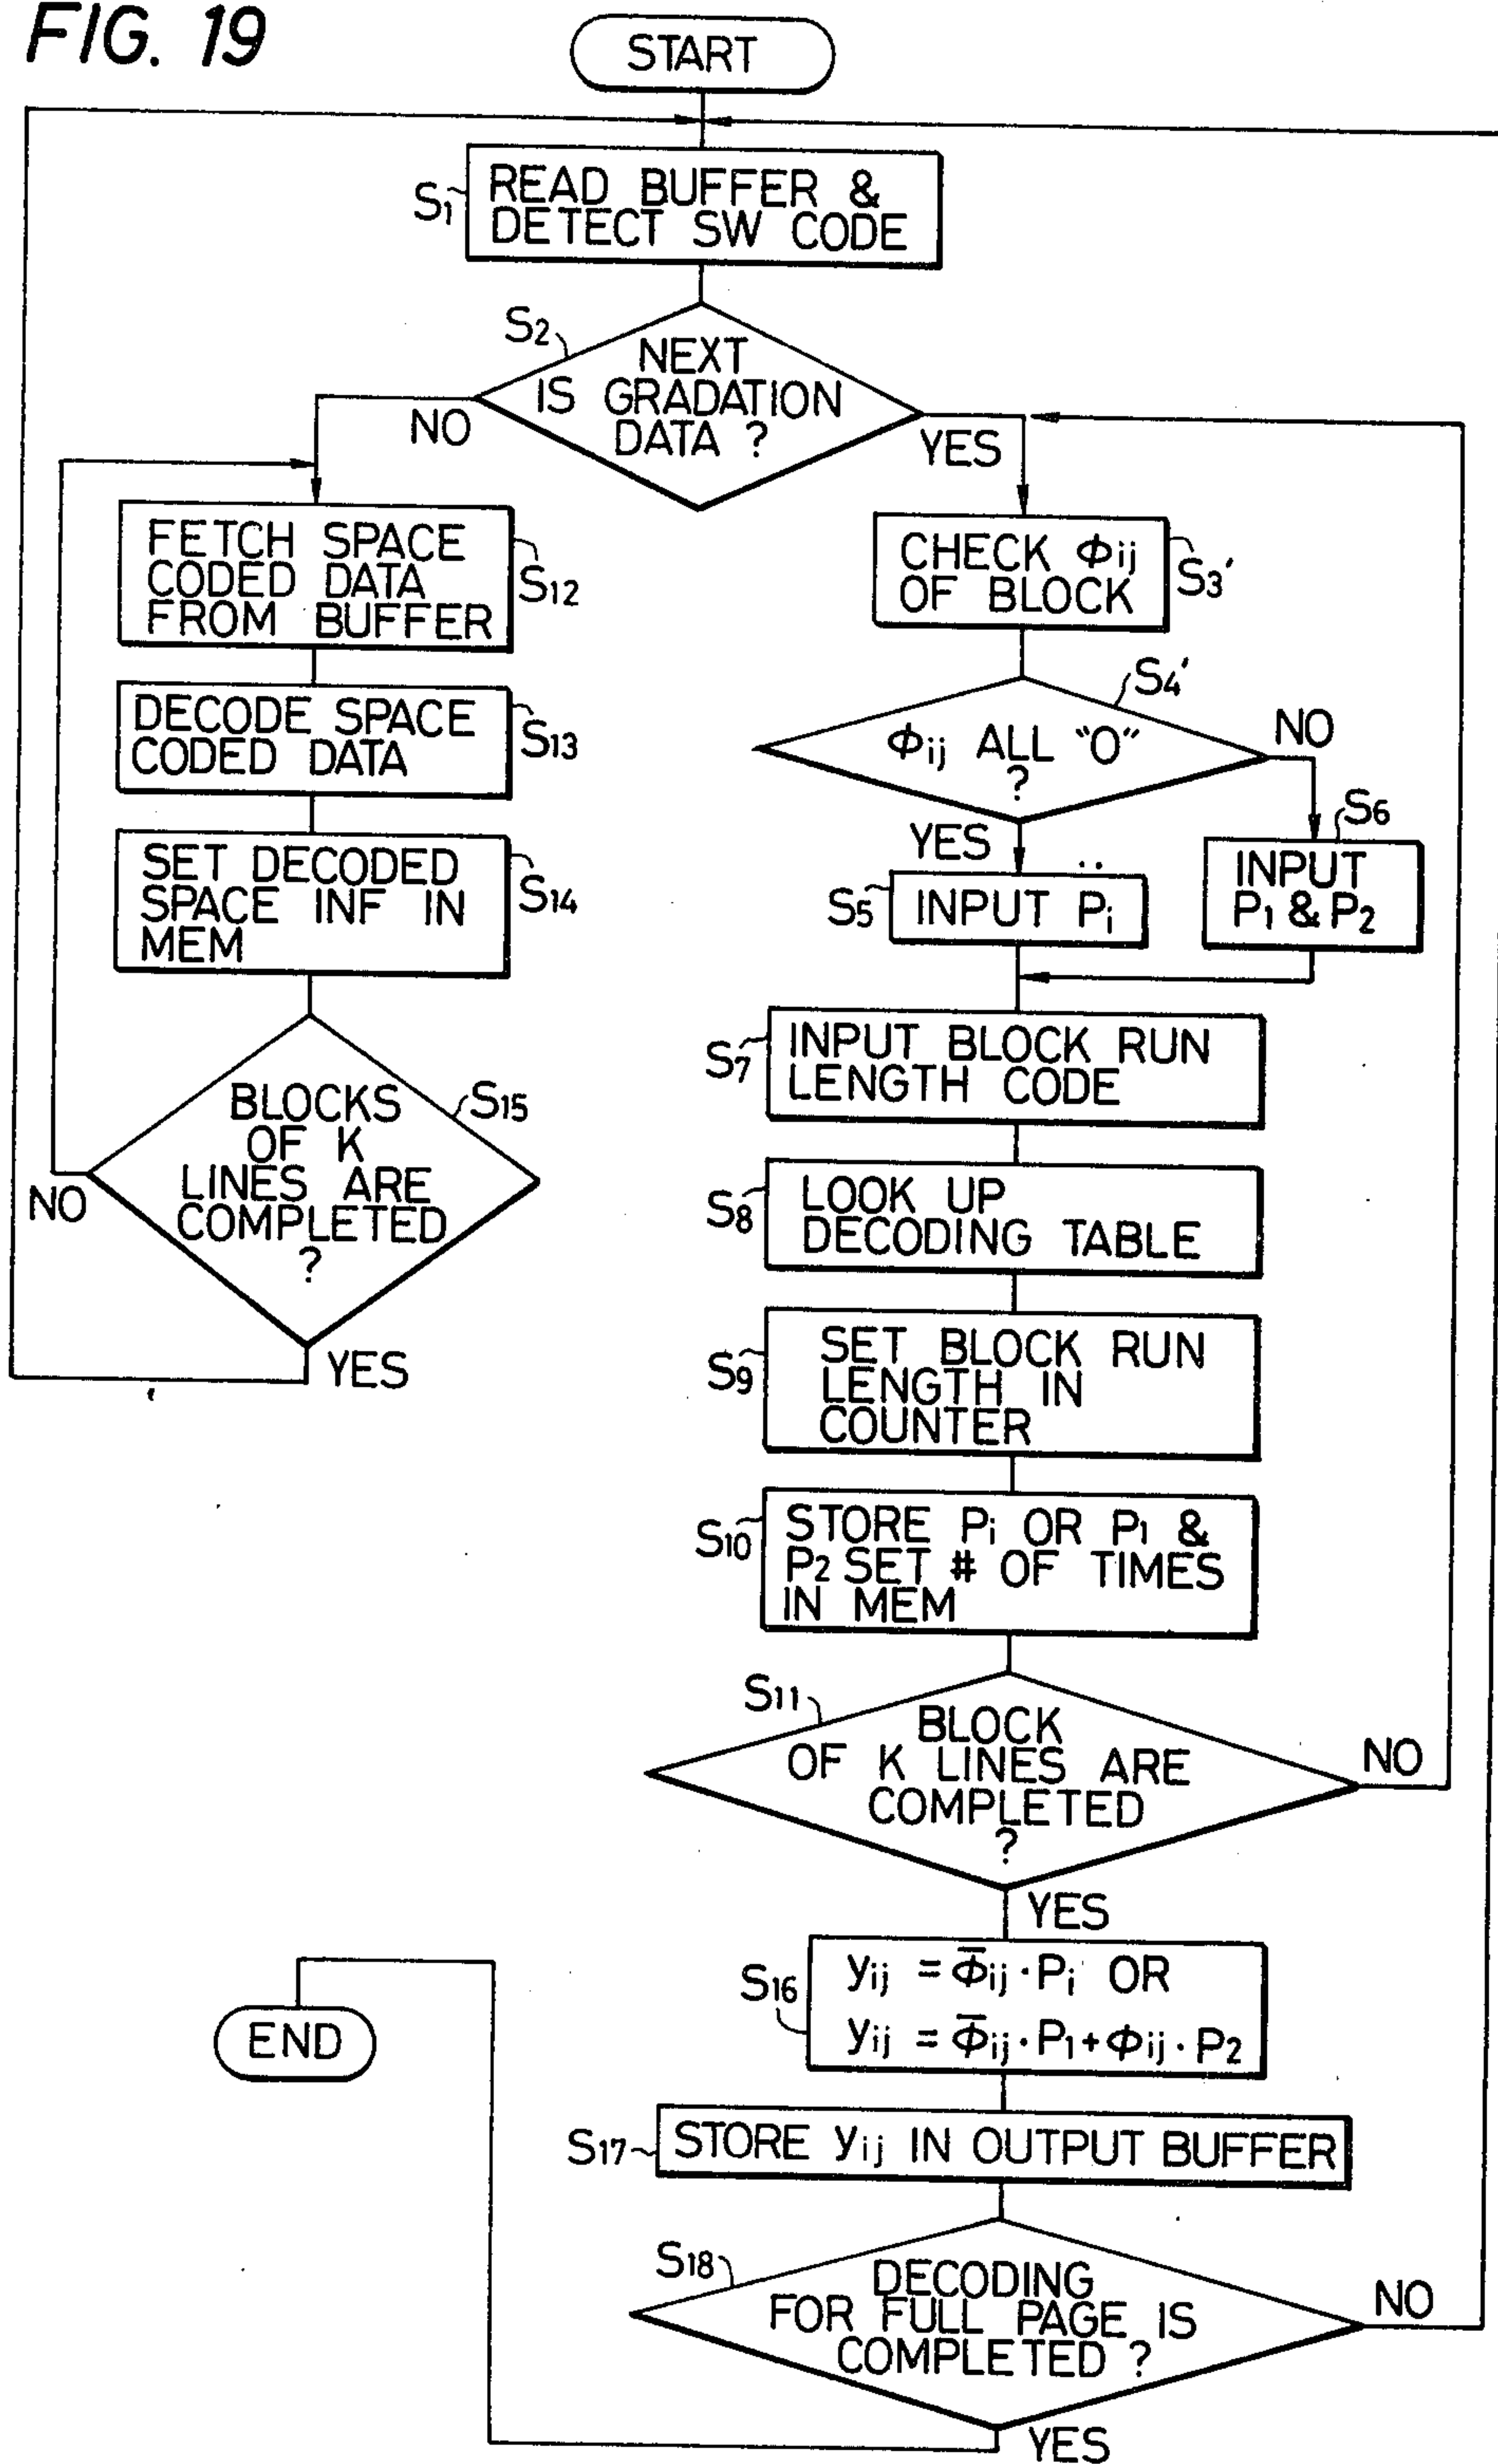 FIG. 19
START
S1
READ BUFFER &
DETECT SW CODE
S2
NEXT
IS GRADATION
DATA ?
NO
YES
FETCH SPACE
CODED DATA
FROM BUFFER
S12
DECODE SPACE
CODED DATA
S13
SET DECODED
SPACE INF IN
MEM
S14
BLOCKS
OF K
LINES ARE
COMPLETED
?
S15
NO
YES
CHECK ϕij
OF BLOCK
S3'
S4'
ϕij ALL "0"
?
NO
YES
S5
INPUT Pi
S6
INPUT
P1 & P2
S7
INPUT BLOCK RUN
LENGTH CODE
S8
LOOK UP
DECODING TABLE
S9
SET BLOCK RUN
LENGTH IN
COUNTER
S10
STORE Pi OR P1 &
P2 SET # OF TIMES
IN MEM
S11
BLOCK
OF K LINES ARE
COMPLETED
?
NO
YES
S16
yij = ϕ̅ij · Pi OR
yij = ϕ̅ij · P1 + ϕij · P2
END
S17
STORE yij IN OUTPUT BUFFER
S18
DECODING
FOR FULL PAGE IS
COMPLETED ?
NO
YES